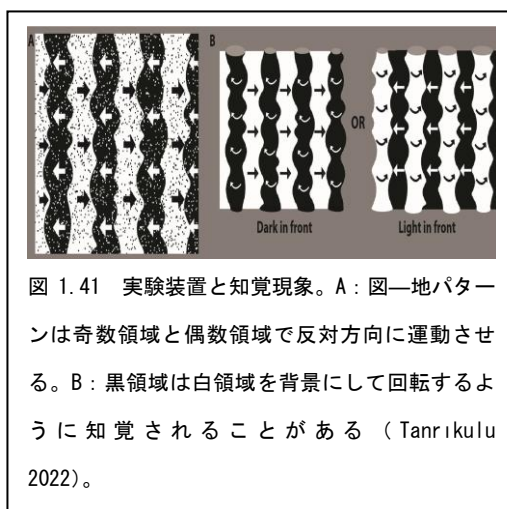 A
B
OR
Dark in front
Light in front
図 1.41 実験装置と知覚現象。A：図―地パター
ンは奇数領域と偶数領域で反対方向に運動させ
る。B：黒領域は白領域を背景にして回転するよ
うに知覚されることがある（Tanrıkulu
2022）。